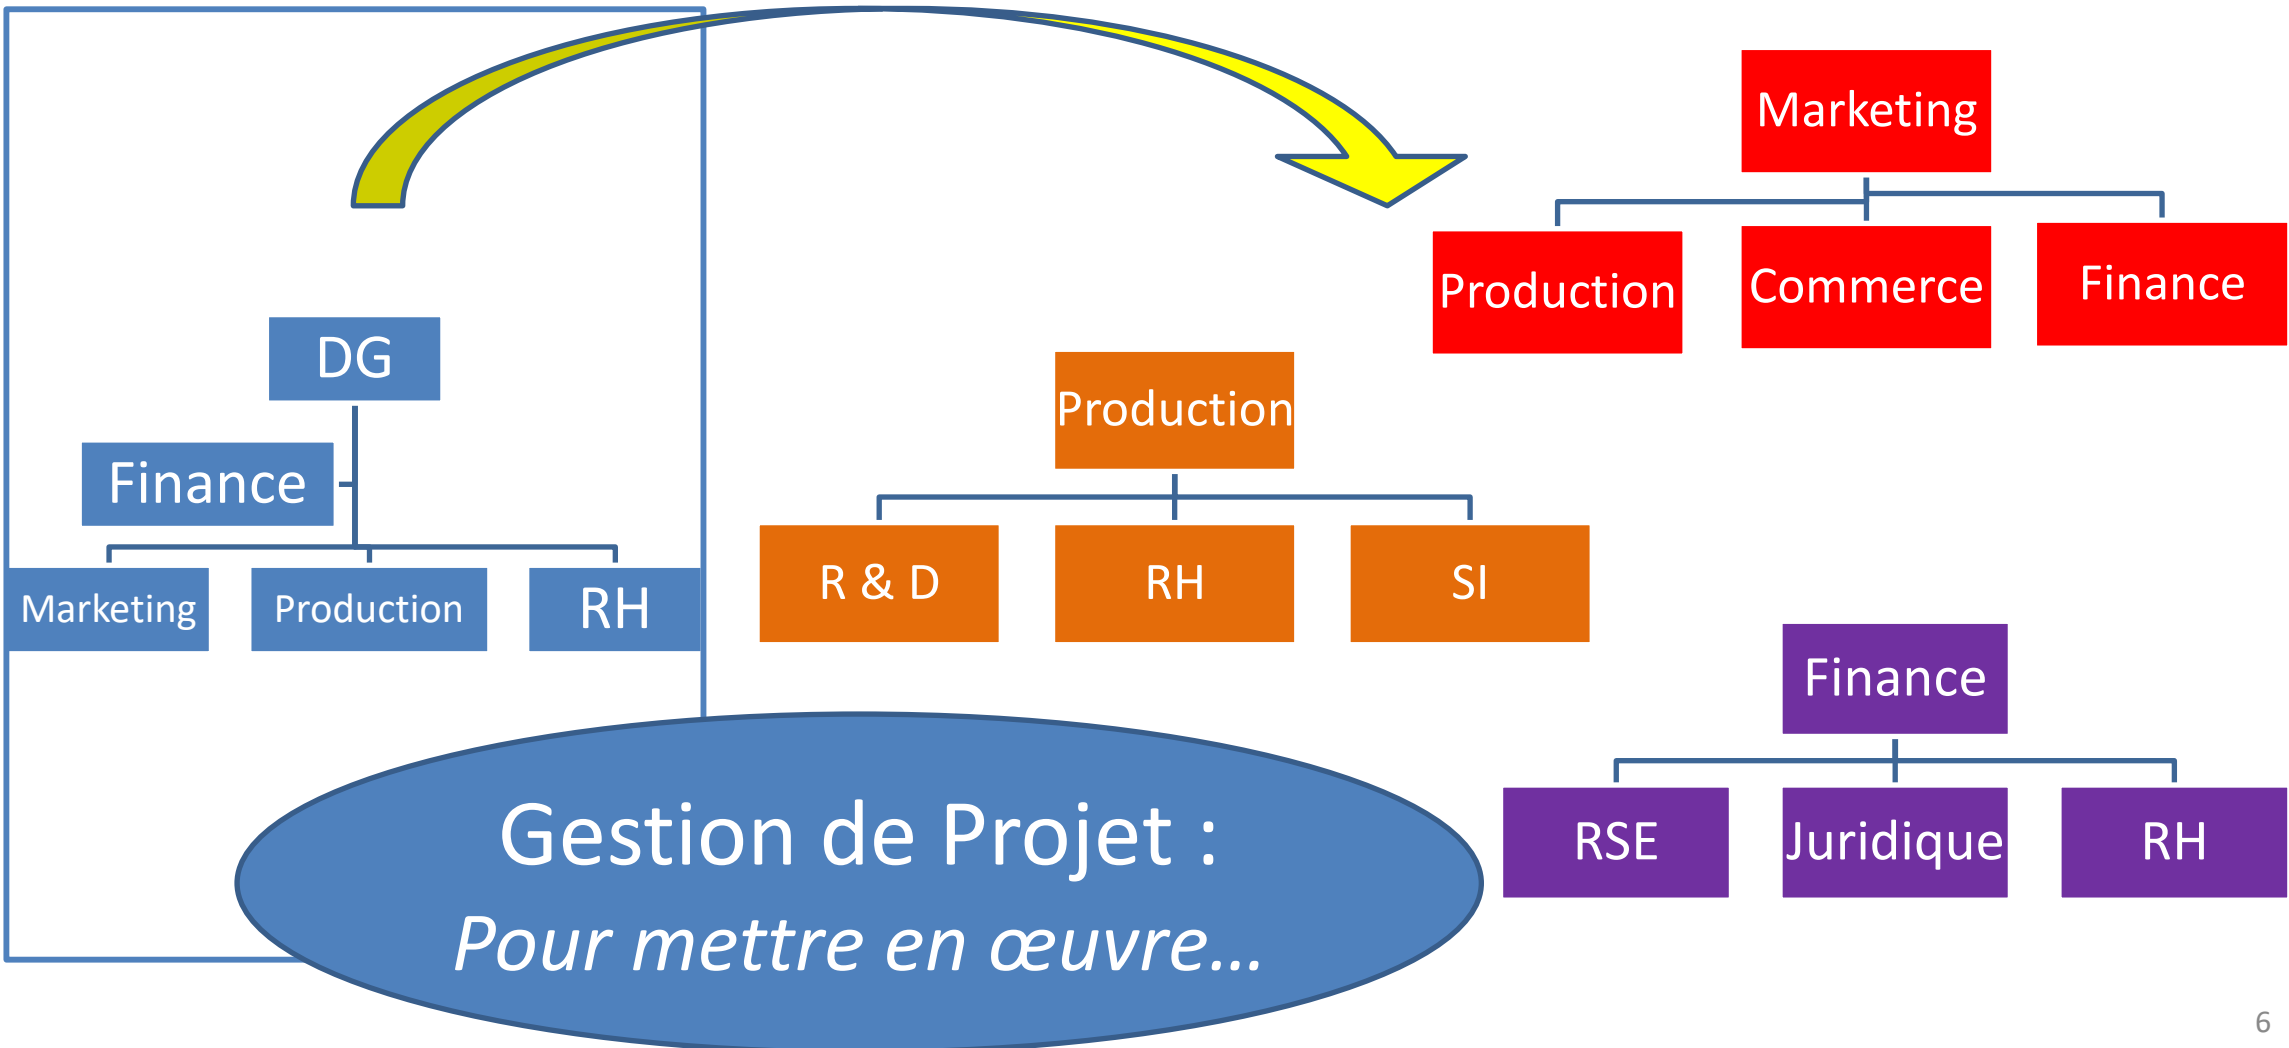 DG
Finance
Marketing
Production
RH
Marketing
Production
Commerce
Finance
Production
R & D
RH
SI
Finance
RSE
Juridique
RH
Gestion de Projet :
Pour mettre en œuvre…
6